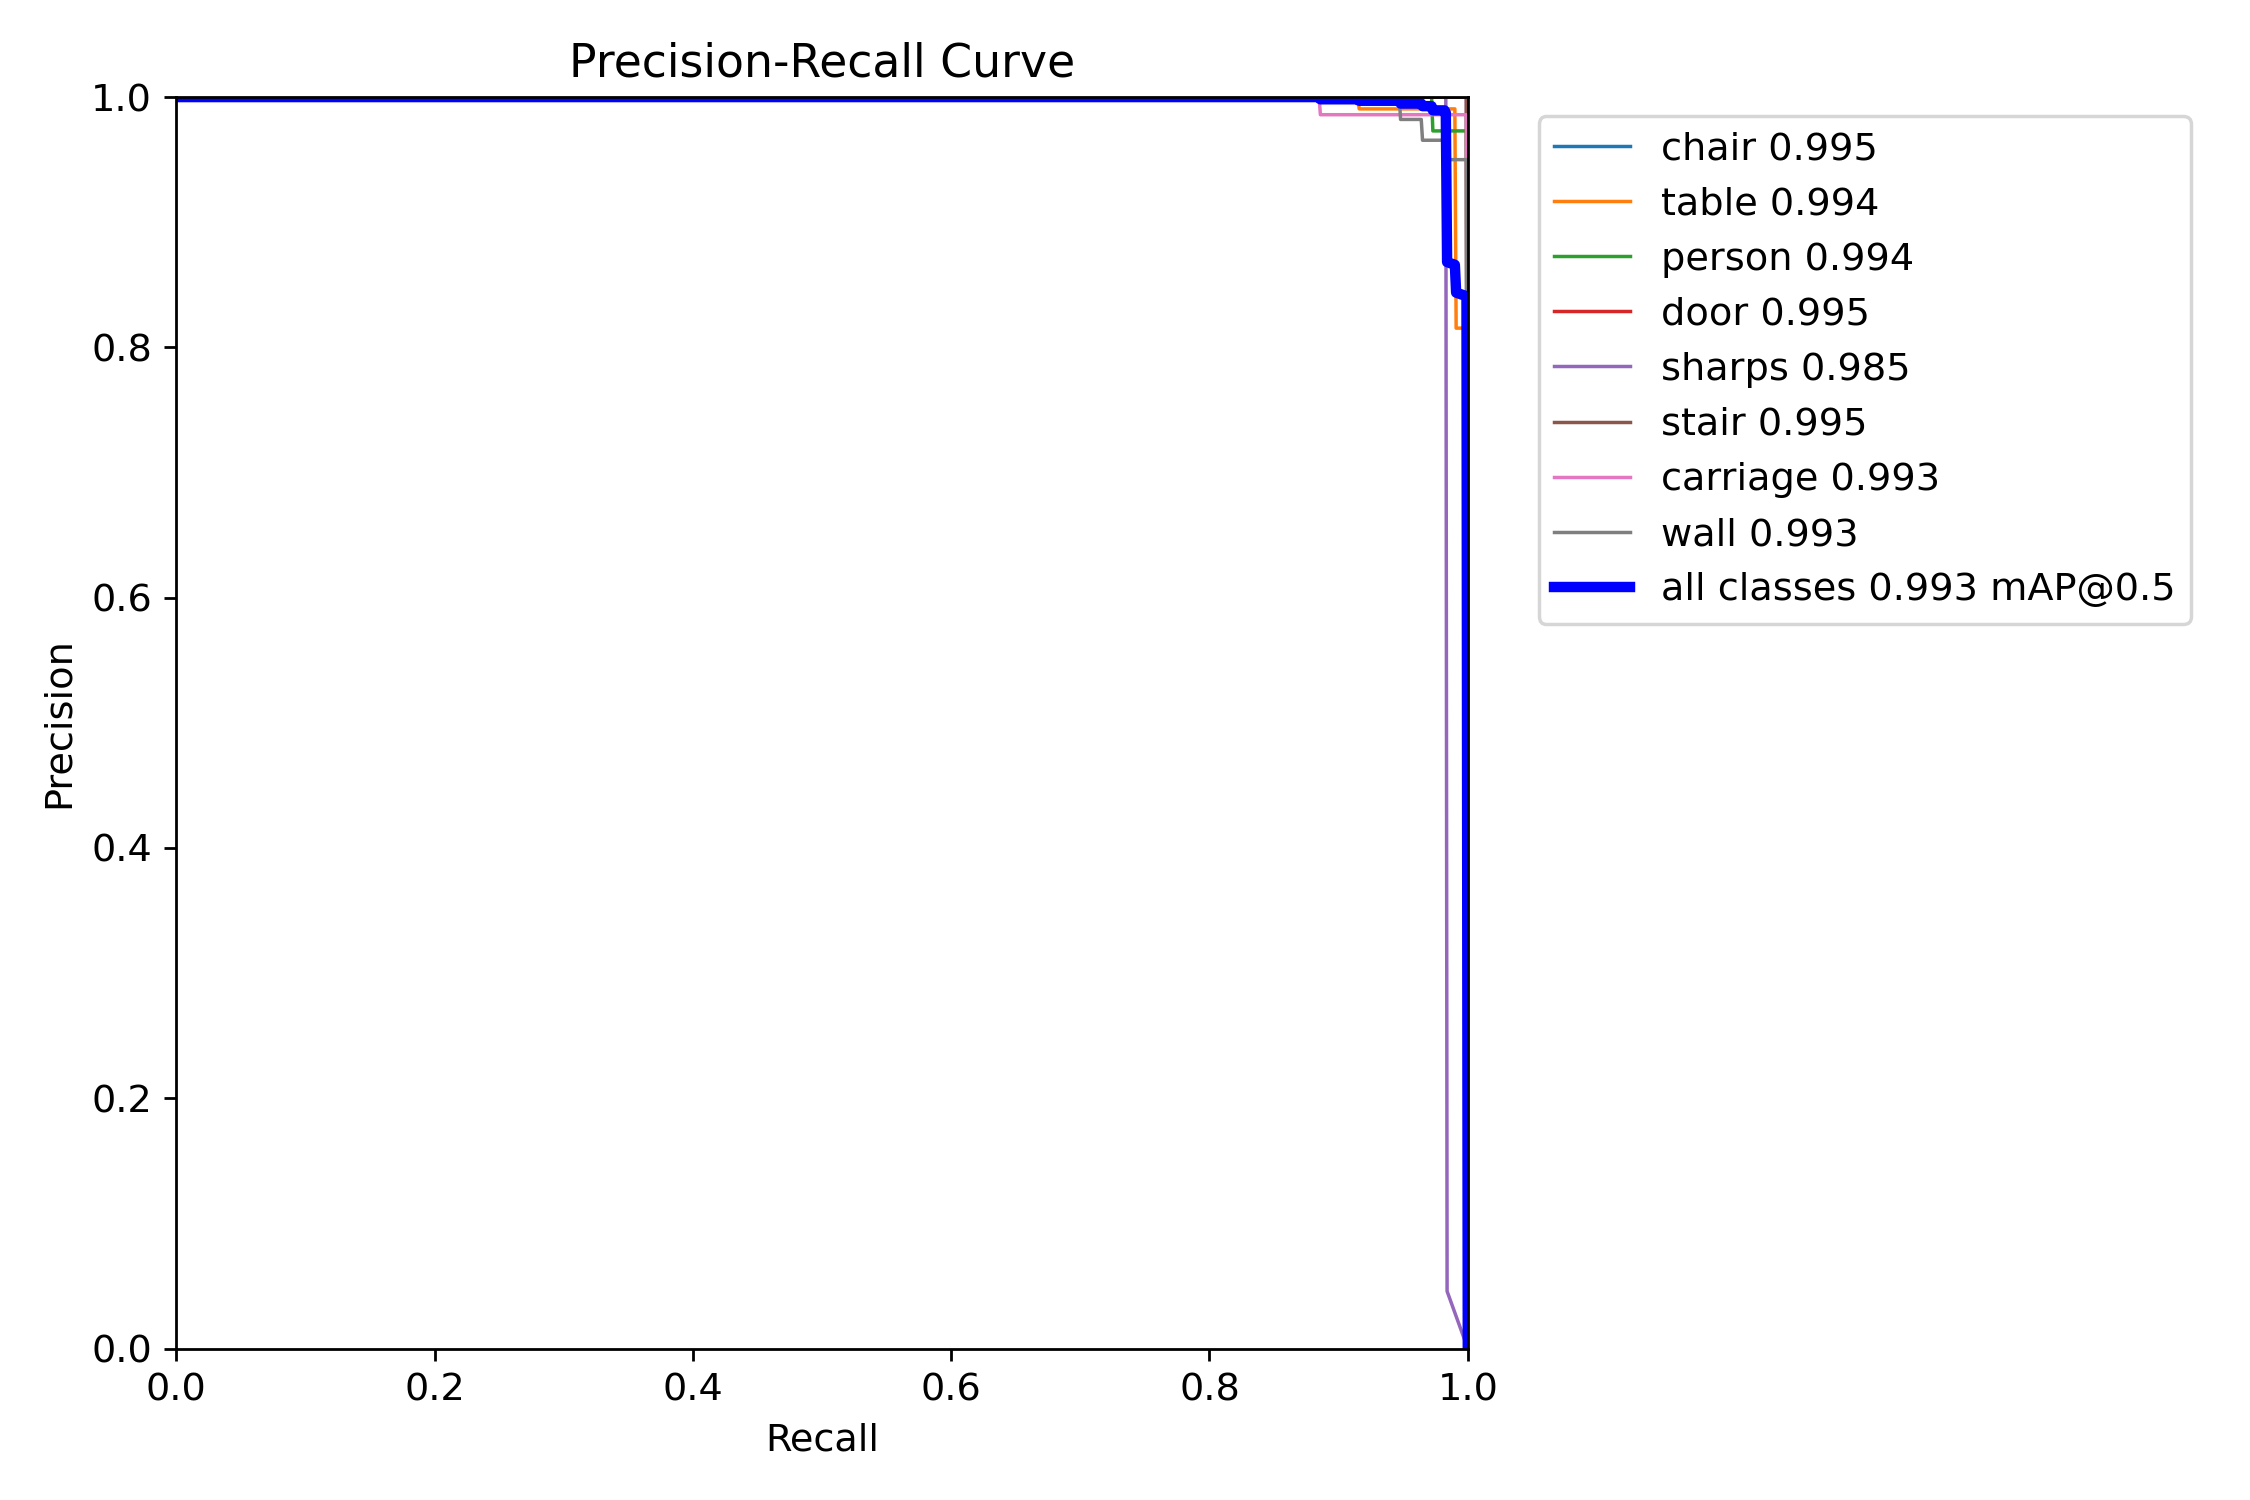 Precision-Recall Curve
1.0
0.8
0.6
0.4
0.2
0.0
Precision
0.0 0.2 0.4 0.6 0.8 1.0
Recall
chair 0.995
table 0.994
person 0.994
door 0.995
sharps 0.985
stair 0.995
carriage 0.993
wall 0.993
all classes 0.993 mAP@0.5